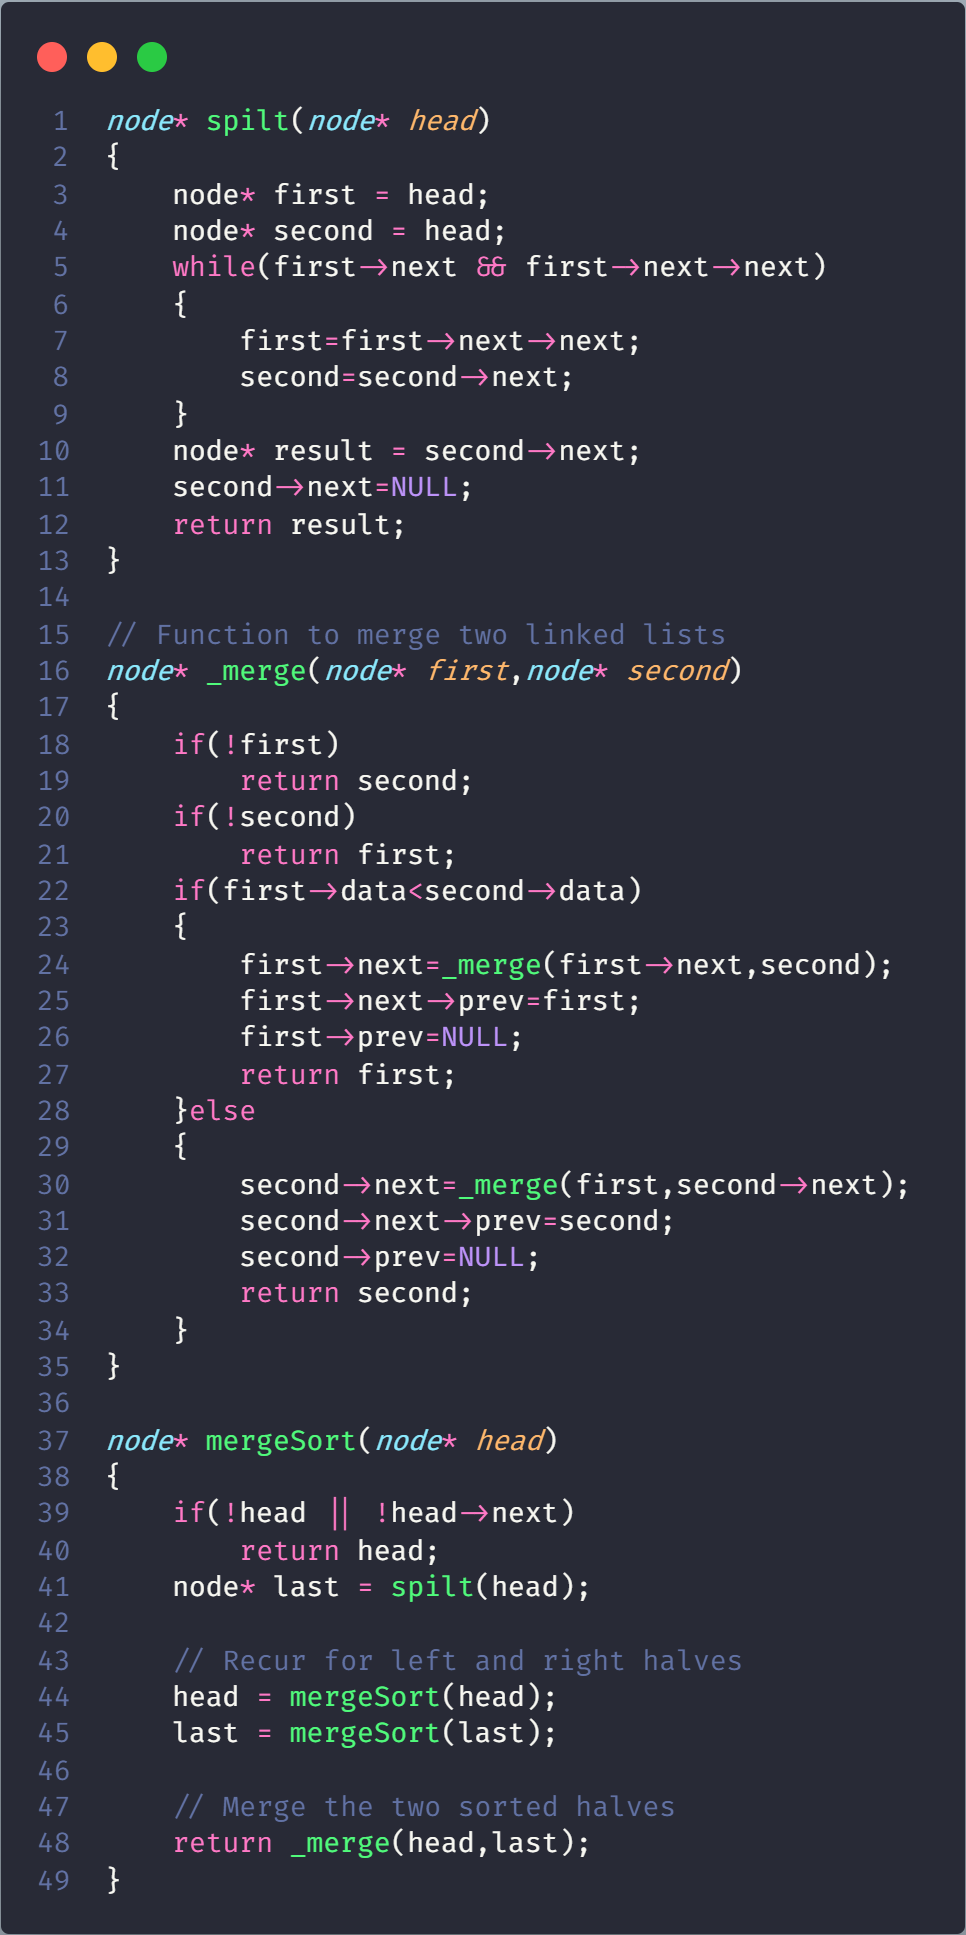 1 node* spilt(node* head)
2 {
3     node* first = head;
4     node* second = head;
5     while(first->next && first->next->next)
6     {
7         first=first->next->next;
8         second=second->next;
9     }
10     node* result = second->next;
11     second->next=NULL;
12     return result;
13 }
14
15 // Function to merge two linked lists
16 node* _merge(node* first,node* second)
17 {
18     if(!first)
19         return second;
20     if(!second)
21         return first;
22     if(first->data<second->data)
23     {
24         first->next=_merge(first->next,second);
25         first->next->prev=first;
26         first->prev=NULL;
27         return first;
28     }else
29     {
30         second->next=_merge(first,second->next);
31         second->next->prev=second;
32         second->prev=NULL;
33         return second;
34     }
35 }
36
37 node* mergeSort(node* head)
38 {
39     if(!head || !head->next)
40         return head;
41     node* last = spilt(head);
42
43     // Recur for left and right halves
44     head = mergeSort(head);
45     last = mergeSort(last);
46
47     // Merge the two sorted halves
48     return _merge(head,last);
49 }